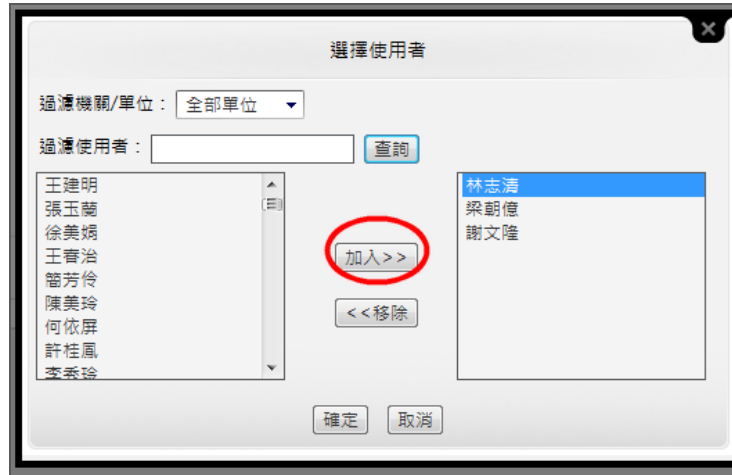 選擇使用者
過濾機關/單位： 全部單位
過濾使用者： 查詢
王建明
張玉蘭
徐美娟
王春治
簡芳伶
陳美玲
何依屏
許桂鳳
李秀玲
加入>>
<<移除
林志清
梁朝億
謝文隆
確定 取消